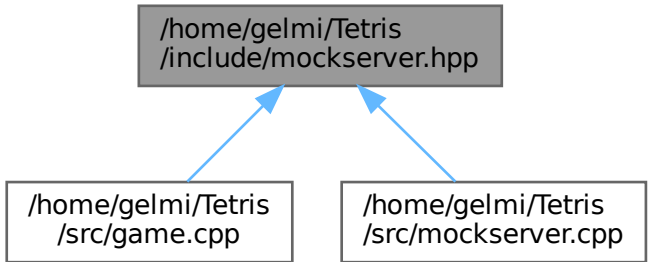 /home/gelmi/Tetris
/include/mockserver.hpp
/home/gelmi/Tetris
/src/game.cpp
/home/gelmi/Tetris
/src/mockserver.cpp